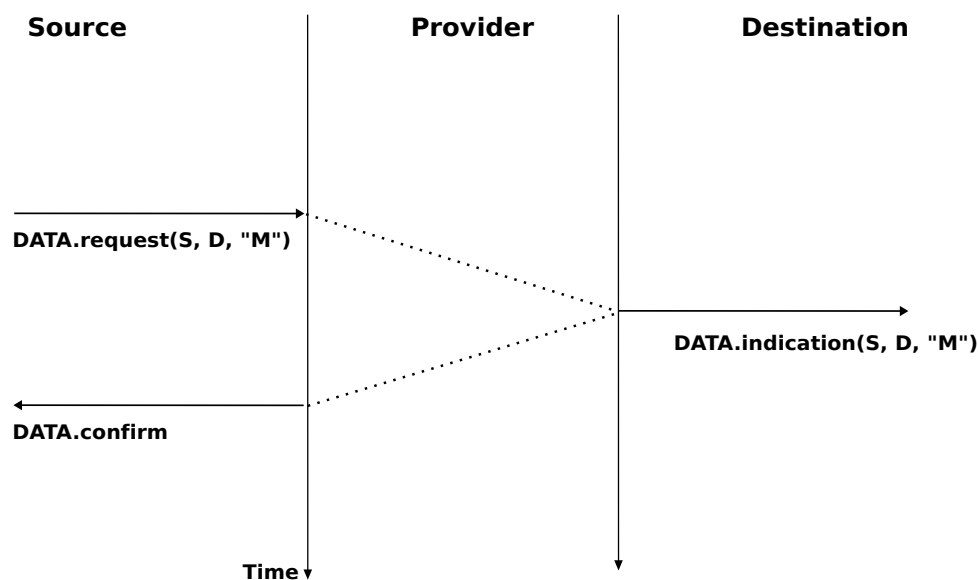 Source
Provider
Destination
DATA.request(S, D, "M")
DATA.indication(S, D, "M")
DATA.confirm
Time